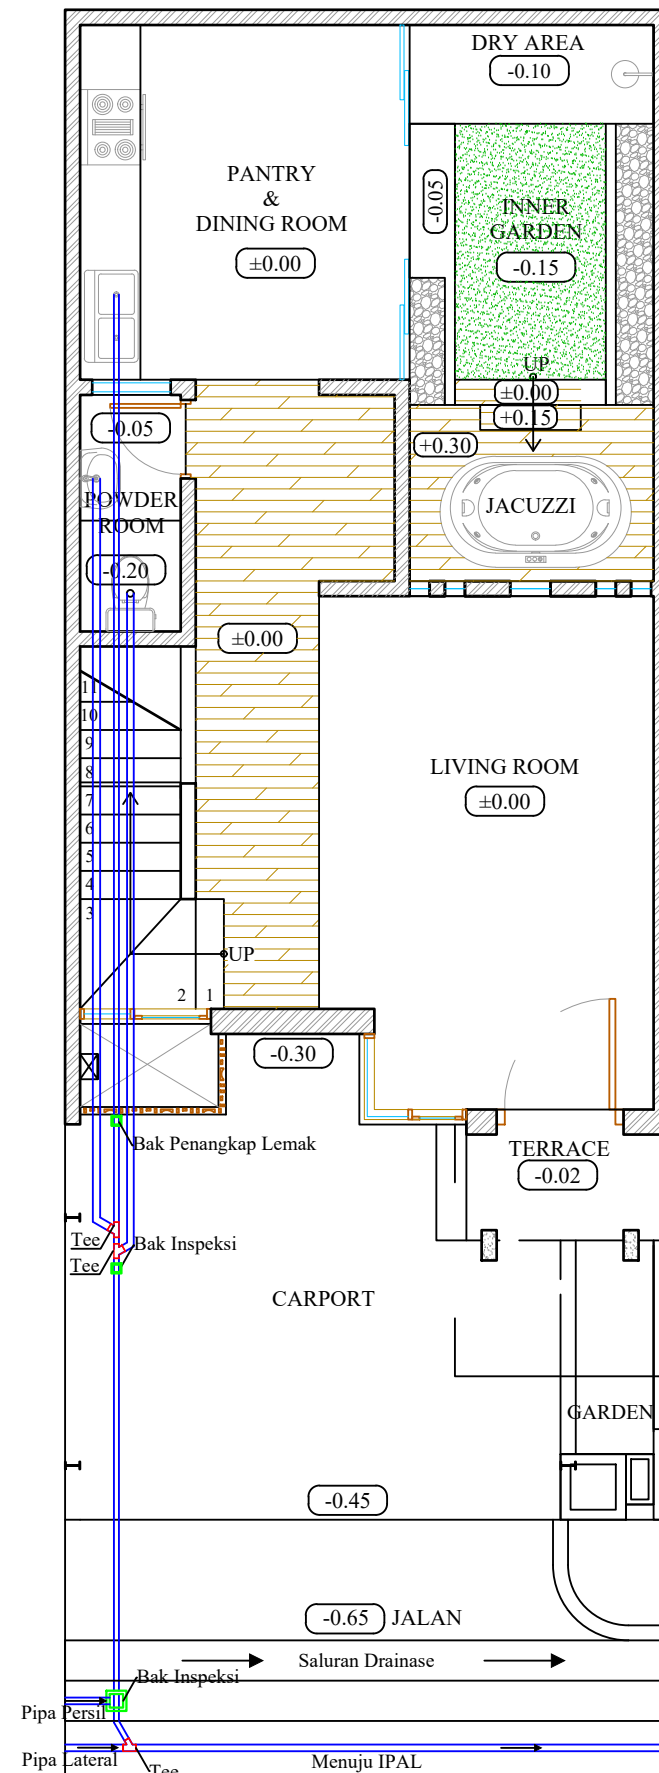 DRY AREA
-0.10
PANTRY
&
DINING ROOM
±0.00
-0.05
INNER
GARDEN
-0.15
UP
±0.00
+0.15
+0.30
JACUZZI
-0.05
POWDER
ROOM
-0.20
±0.00
11
10
9
8
7
6
5
4
3
2
1
UP
LIVING ROOM
±0.00
-0.30
Bak Penangkap Lemak
TERRACE
-0.02
Tee
Bak Inspeksi
Tee
CARPORT
GARDEN
-0.45
-0.65 JALAN
Saluran Drainase
Bak Inspeksi
Pipa Persil
Pipa Lateral
Menuju IPAL
Tee